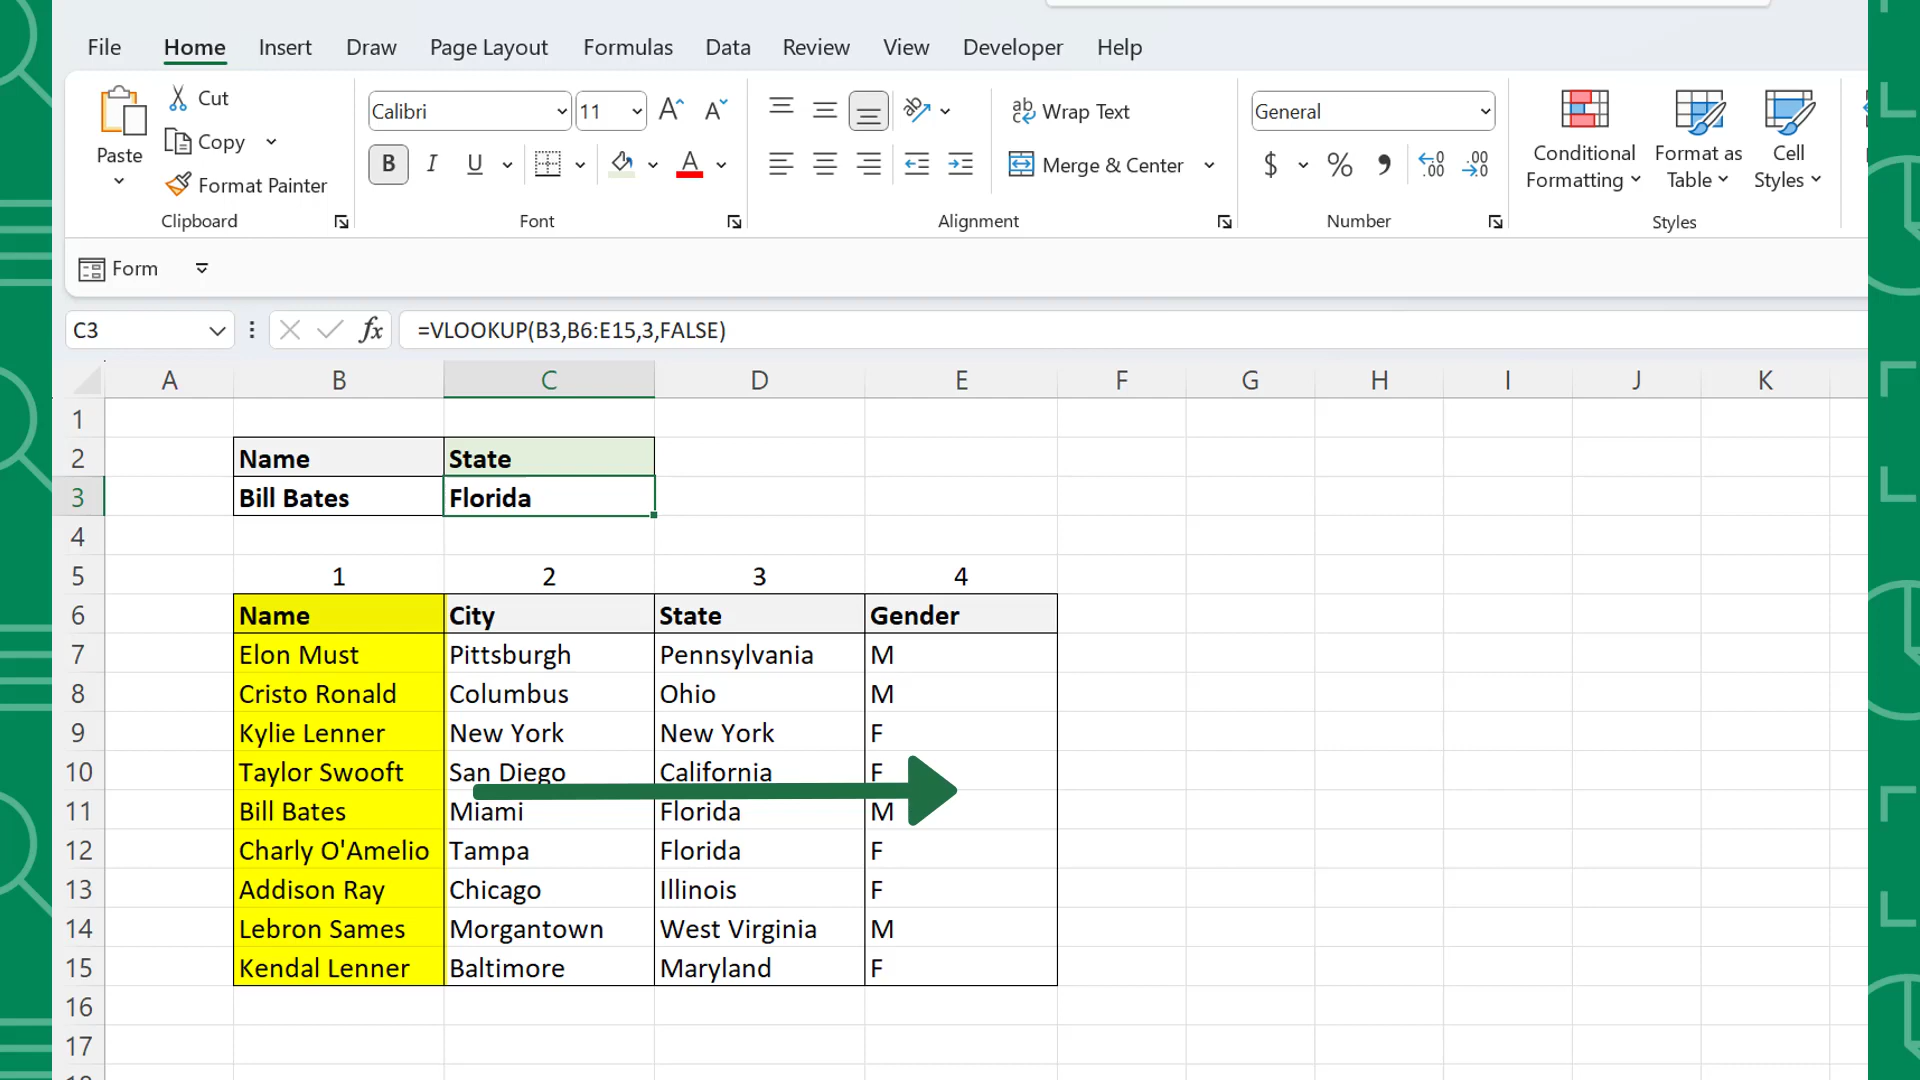 File Home Insert Draw Page Layout Formulas Data Review View Developer Help
Paste
Cut
Copy
Format Painter
Clipboard
Calibri 11
B I U
Font
Wrap Text
Merge & Center
Alignment
General
$ % 9 .00 .00
Number
Conditional Formatting
Format as Table
Cell Styles
Styles
Form
C3 fx =VLOOKUP(B3,B6:E15,3,FALSE)
A B C D E F G H I J K
1
2 Name State
3 Bill Bates Florida
4
5 1 2 3 4
6 Name City State Gender
7 Elon Must Pittsburgh Pennsylvania M
8 Cristo Ronald Columbus Ohio M
9 Kylie Lenner New York New York F
10 Taylor Swooft San Diego California F
11 Bill Bates Miami Florida M
12 Charly O'Amelio Tampa Florida F
13 Addison Ray Chicago Illinois F
14 Lebron Sames Morgantown West Virginia M
15 Kendal Lenner Baltimore Maryland F
16
17